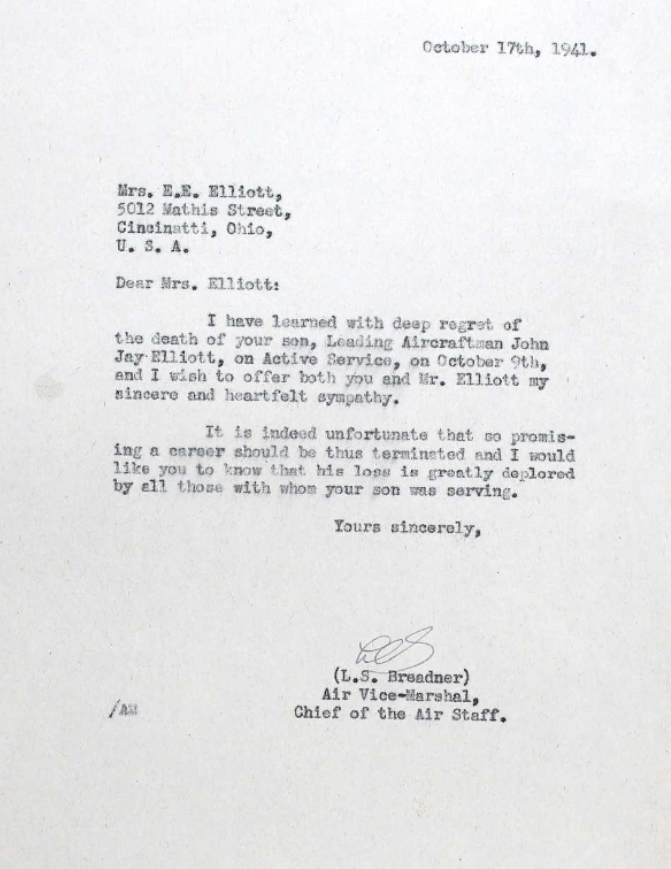 October 17th, 1941.
Mrs. E.E. Elliott,
5012 Mathis Street,
Cincinatti, Ohio,
U. S. A.
Dear Mrs. Elliott:
I have learned with deep regret of
the death of your son, Leading Aircraftman John
Jay Elliott, on Active Service, on October 9th,
and I wish to offer both you and Mr. Elliott my
sincere and heartfelt sympathy.
It is indeed unfortunate that so promis-
ing a career should be thus terminated and I would
like you to know that his loss is greatly deplored
by all those with whom your son was serving.
Yours sincerely,
(L.S. Breadner)
Air Vice-Marshal,
Chief of the Air Staff.